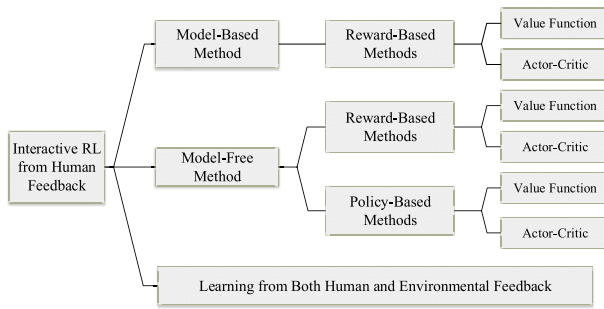 Interactive RL
from Human
Feedback
Model-Based
Method
Reward-Based
Methods
Value Function
Actor-Critic
Model-Free
Method
Reward-Based
Methods
Value Function
Actor-Critic
Policy-Based
Methods
Value Function
Actor-Critic
Learning from Both Human and Environmental Feedback